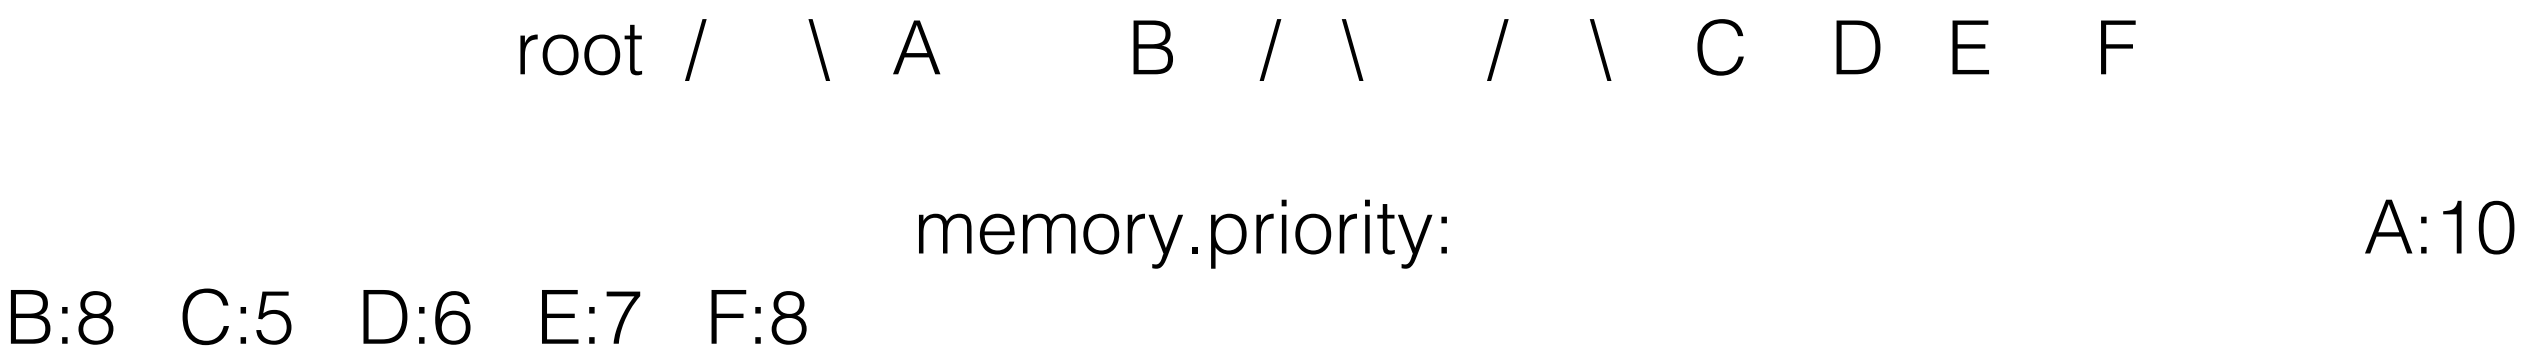 root / \ A B / \ / \ C D E F
memory.priority: A:10
B:8 C:5 D:6 E:7 F:8